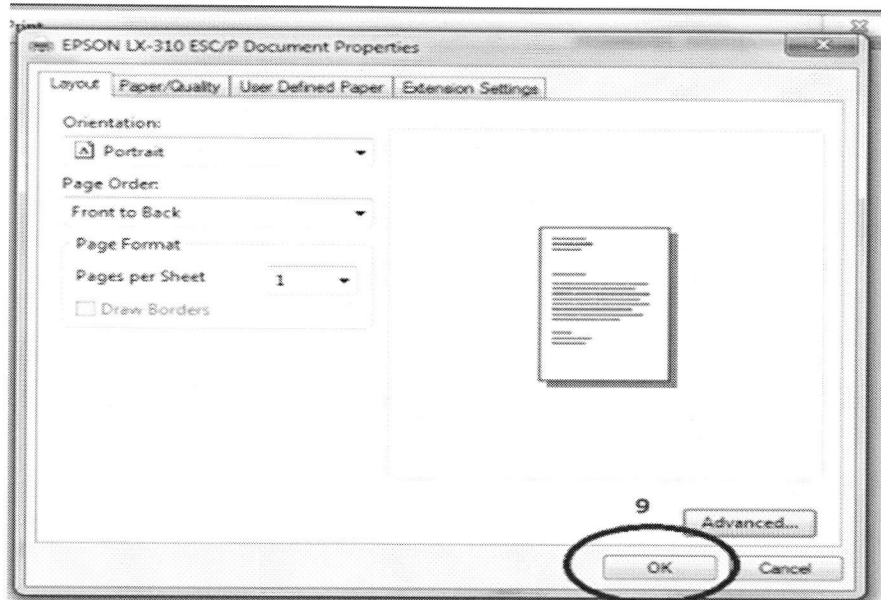 Print
EPSON LX-310 ESC/P Document Properties
Layout Paper/Quality User Defined Paper Extension Settings
Orientation:
Portrait
Page Order:
Front to Back
Page Format
Pages per Sheet 1
Draw Borders
9
Advanced...
OK Cancel